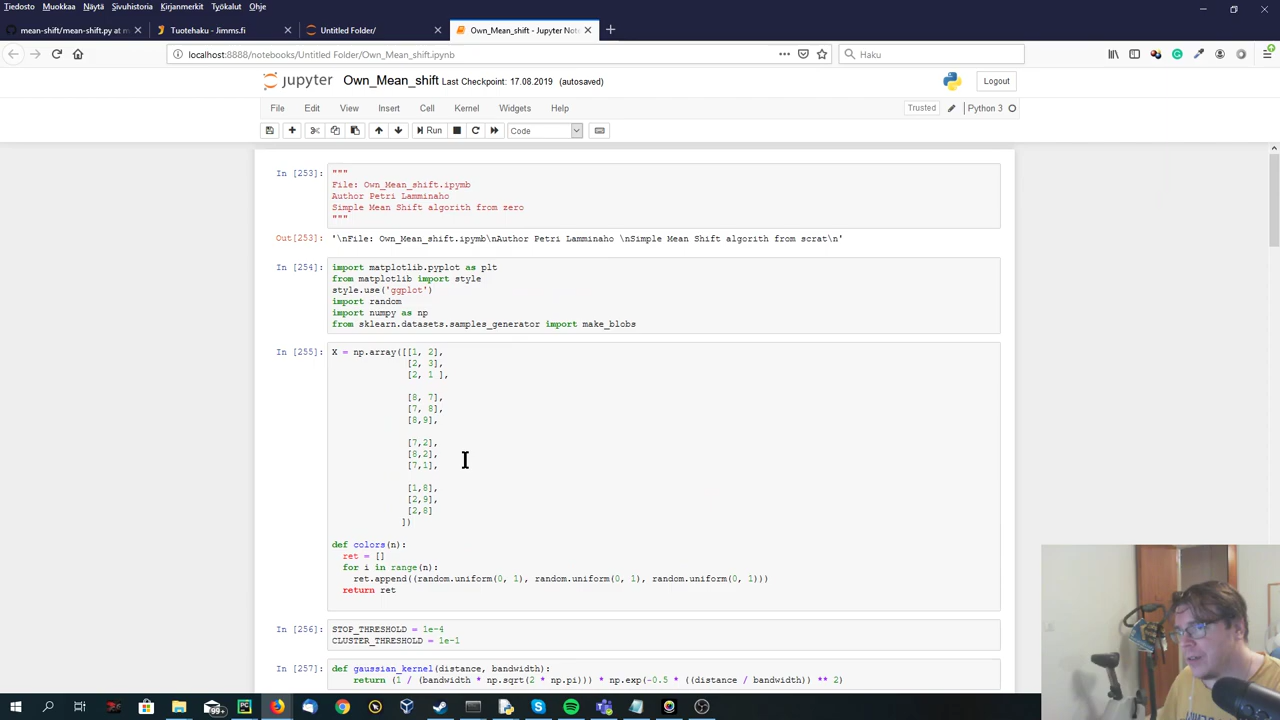 Tiedosto Muokkaa Näytä Sivuhistoria Kirjanmerkit Työkalut Ohje
mean-shift/mean-shift.py at m
Tuotehaku - Jimms.fi
Untitled Folder/
Own_Mean_shift - Jupyter Not
localhost:8888/notebooks/Untitled Folder/Own_Mean_shift.ipynb
Haku
jupyter Own_Mean_shift Last Checkpoint: 17.08.2019 (autosaved)
Logout
File Edit View Insert Cell Kernel Widgets Help
Trusted
Python 3
Run
Code
In [253]: """
File: Own_Mean_shift.ipymb
Author Petri Lamminaho
Simple Mean Shift algorith from zero
"""
Out[253]: '\nFile: Own_Mean_shift.ipymb\nAuthor Petri Lamminaho \nSimple Mean Shift algorith from scrat\n'
In [254]: import matplotlib.pyplot as plt
from matplotlib import style
style.use('ggplot')
import random
import numpy as np
from sklearn.datasets.samples_generator import make_blobs
In [255]: X = np.array([[1, 2],
[2, 3],
[2, 1 ],
[8, 7],
[7, 8],
[8,9],
[7,2],
[8,2],
[7,1],
[1,8],
[2,9],
[2,8]
])
def colors(n):
ret = []
for i in range(n):
ret.append((random.uniform(0, 1), random.uniform(0, 1), random.uniform(0, 1)))
return ret
In [256]: STOP_THRESHOLD = 1e-4
CLUSTER_THRESHOLD = 1e-1
In [257]: def gaussian_kernel(distance, bandwidth):
return (1 / (bandwidth * np.sqrt(2 * np.pi))) * np.exp(-0.5 * ((distance / bandwidth)) ** 2)
99+